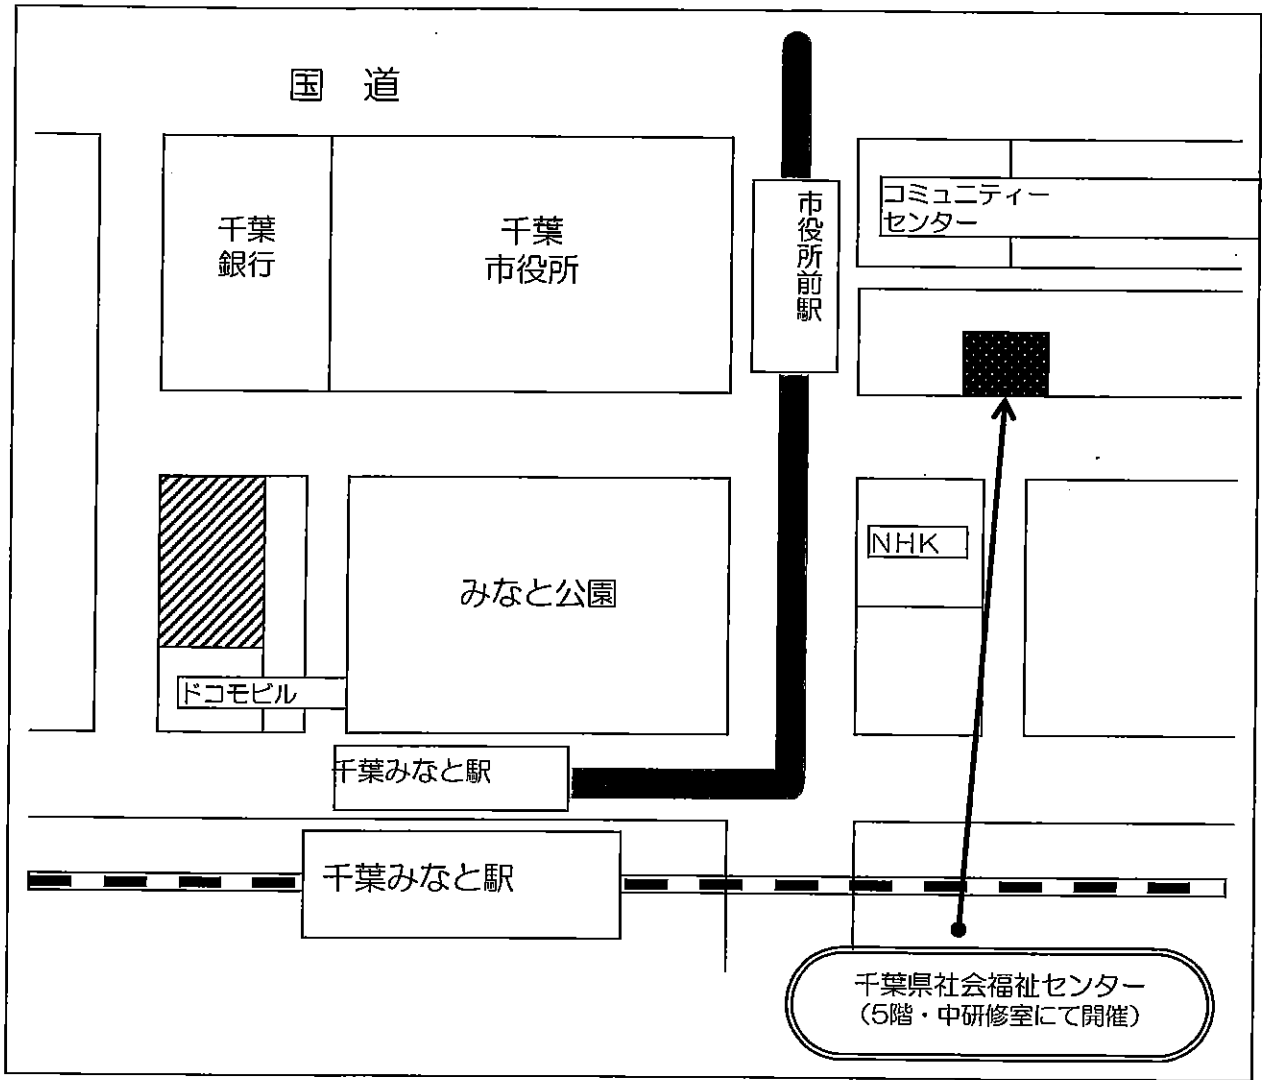 国 道
千葉
銀行
千葉
市役所
市役所前駅
コミュニティー
センター
NHK
みなと公園
ドコモビル
千葉みなと駅
千葉みなと駅
千葉県社会福祉センター
(5階・中研修室にて開催)